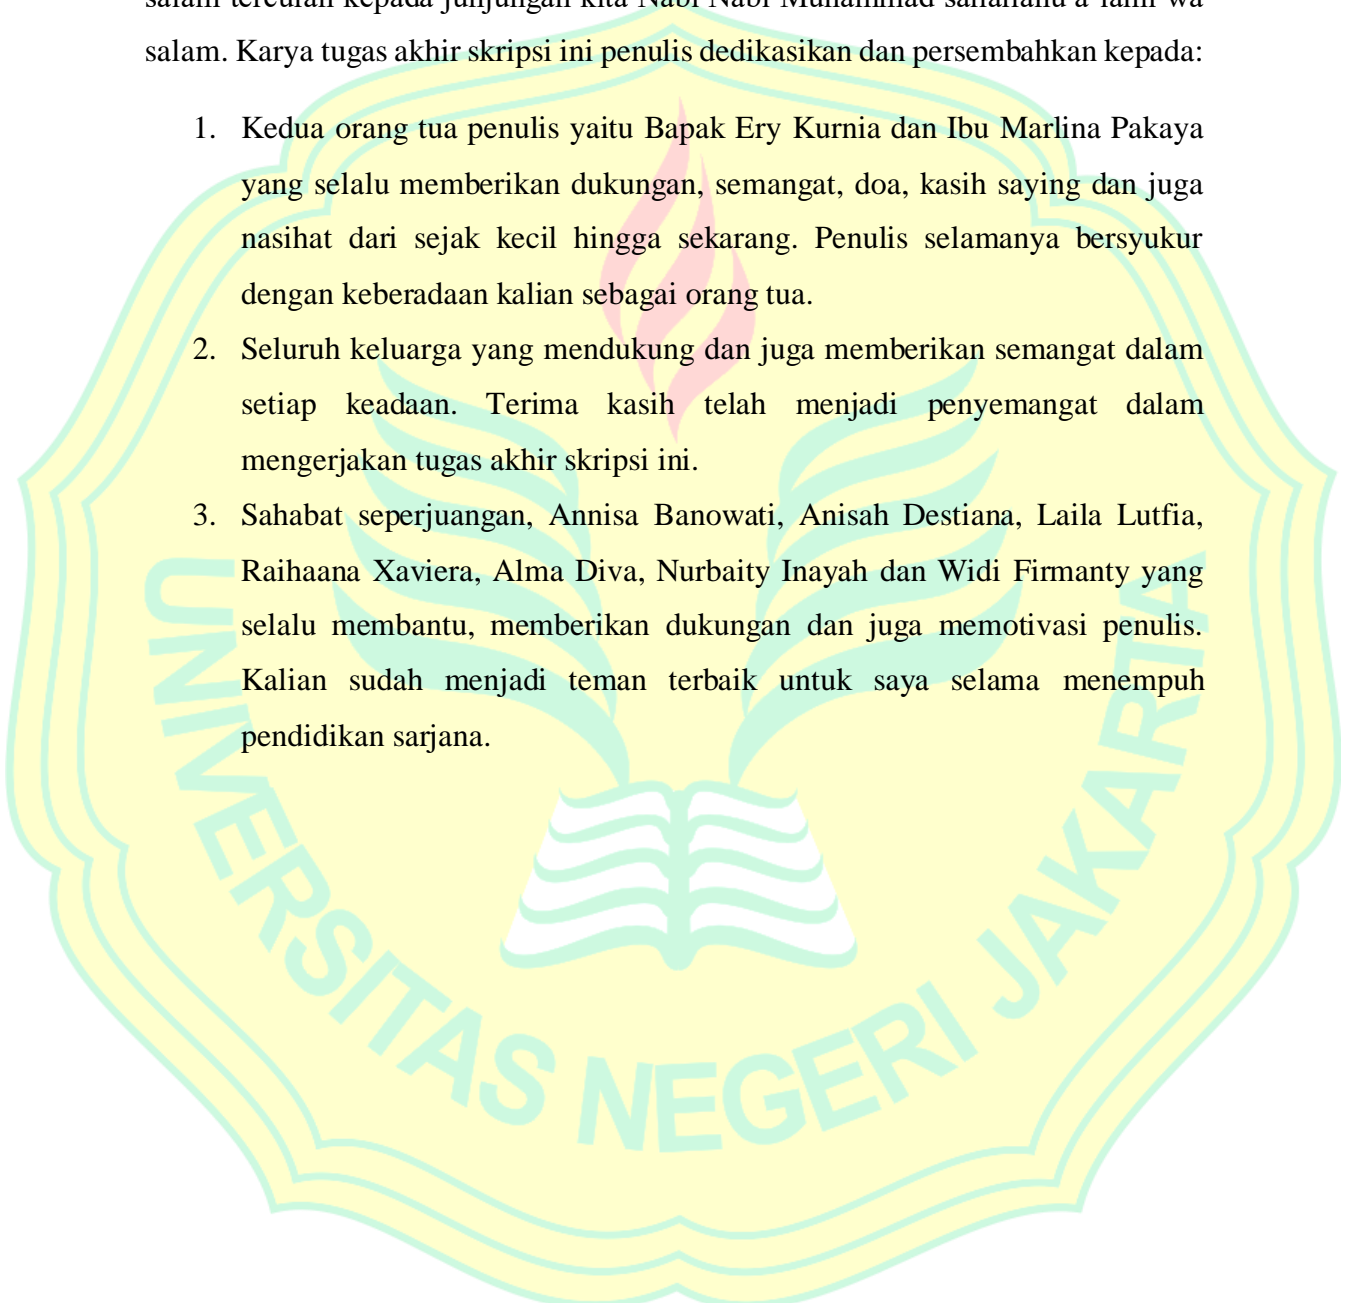 salam tercurah kepada junjungan kita Nabi Nabi Muhammad
salam. Karya tugas akhir skripsi ini penulis dedikasikan dan persembahkan kepada:
1. Kedua orang tua penulis yaitu Bapak Ery Kurnia dan Ibu Marlina Pakaya
yang selalu memberikan dukungan, semangat, doa, kasih saying dan juga
nasihat dari sejak kecil hingga sekarang. Penulis selamanya bersyukur
dengan keberadaan kalian sebagai orang tua.
2. Seluruh keluarga yang mendukung dan juga memberikan semangat dalam
setiap keadaan. Terima kasih telah menjadi penyemangat dalam
mengerjakan tugas akhir skripsi ini.
3. Sahabat seperjuangan, Annisa Banowati, Anisah Destiana, Laila Lutfia,
Raihaana Xaviera, Alma Diva, Nurbaity Inayah dan Widi Firmanty yang
selalu membantu, memberikan dukungan dan juga memotivasi penulis.
Kalian sudah menjadi teman terbaik untuk saya selama menempuh
pendidikan sarjana.
UNIVERSITAS NEGERI JAKARTA